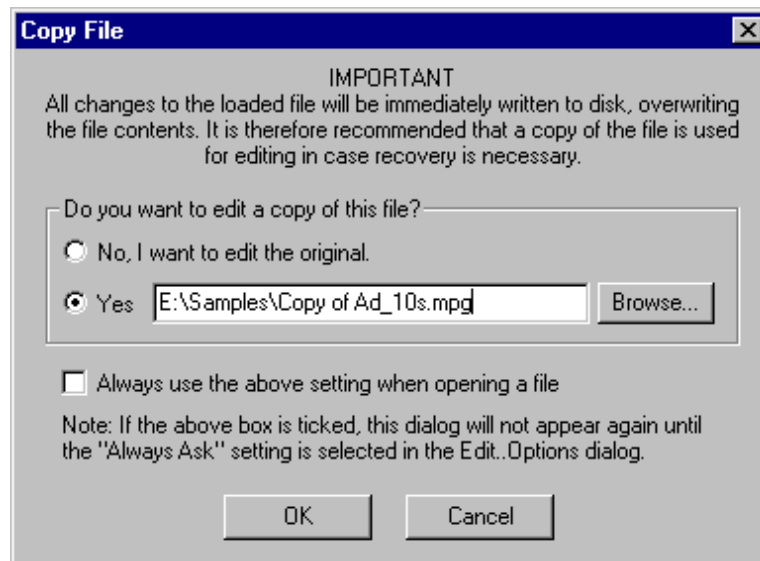 Copy File
IMPORTANT
All changes to the loaded file will be immediately written to disk, overwriting
the file contents. It is therefore recommended that a copy of the file is used
for editing in case recovery is necessary.
Do you want to edit a copy of this file?
No, I want to edit the original.
Yes E:\Samples\Copy of Ad_10s.mpg Browse...
Always use the above setting when opening a file
Note: If the above box is ticked, this dialog will not appear again until
the "Always Ask" setting is selected in the Edit..Options dialog.
OK Cancel